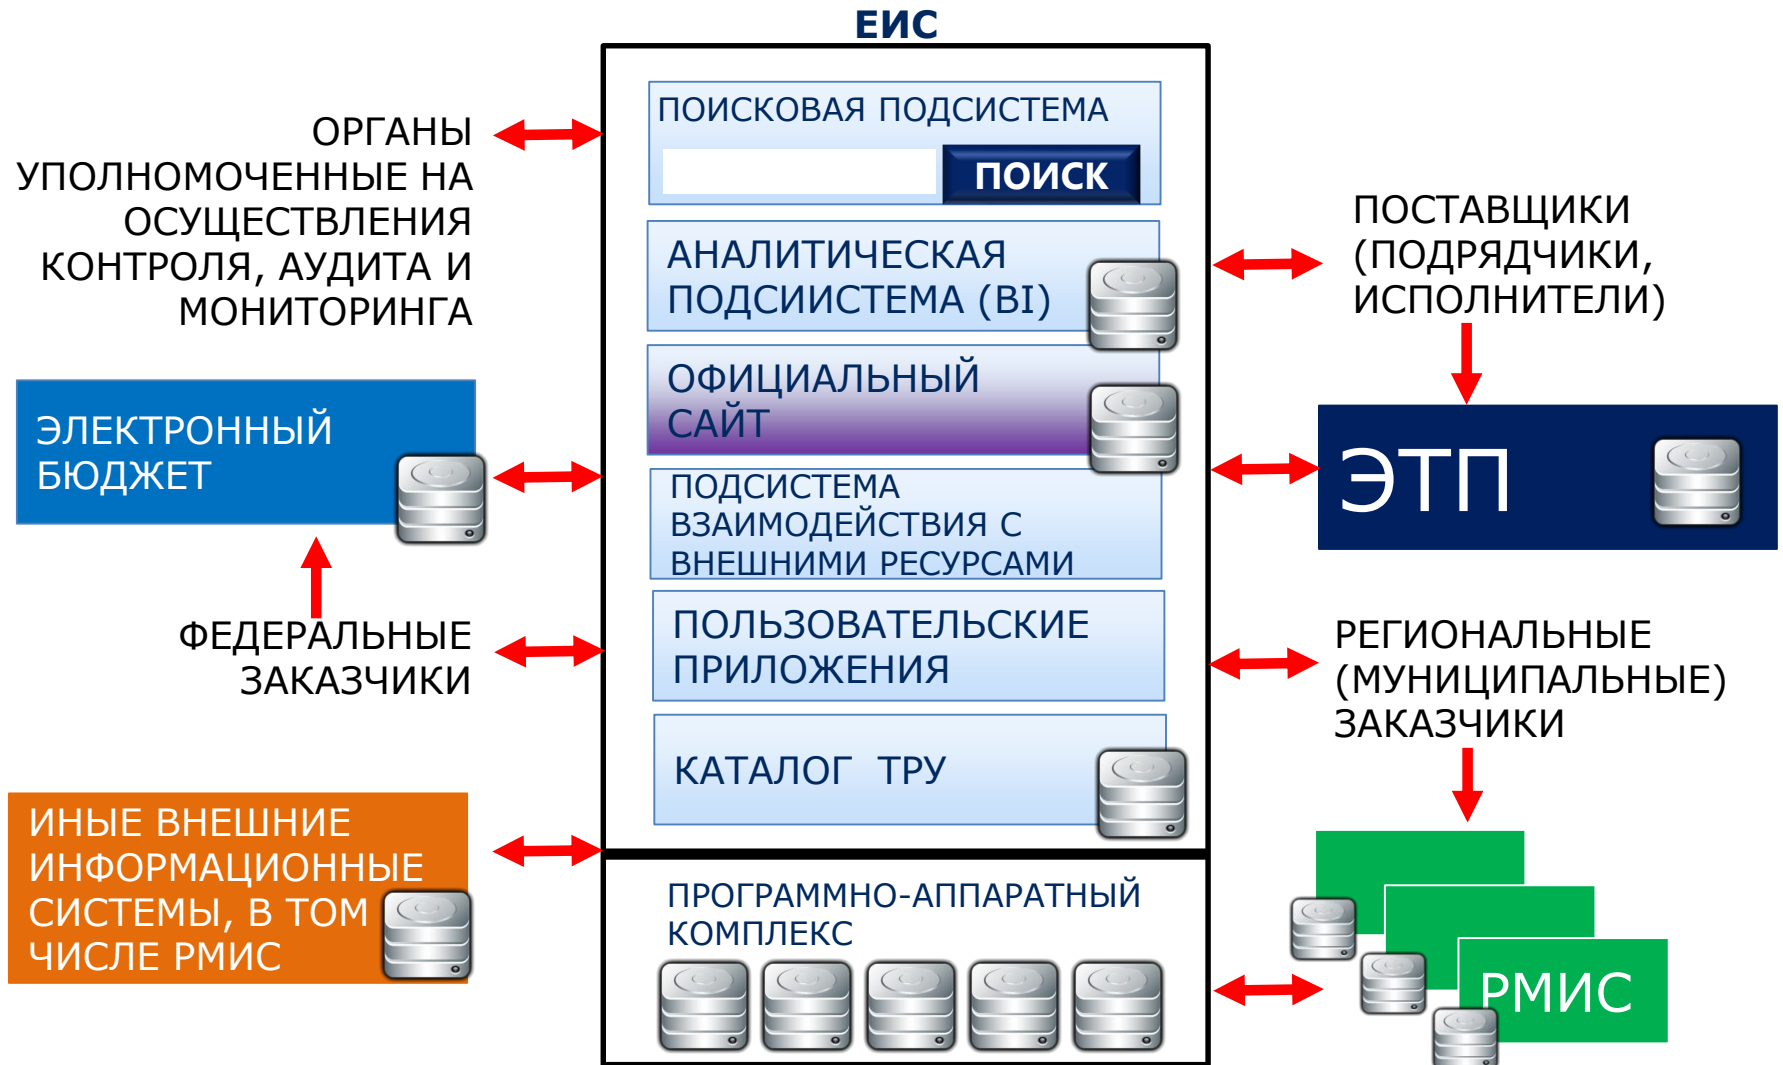 ЕИС
ПОИСКОВАЯ ПОДСИСТЕМА
ПОИСК
АНАЛИТИЧЕСКАЯ
ПОДСИИСТЕМА (BI)
ОФИЦИАЛЬНЫЙ
САЙТ
ПОДСИСТЕМА
ВЗАИМОДЕЙСТВИЯ С
ВНЕШНИМИ РЕСУРСАМИ
ПОЛЬЗОВАТЕЛЬСКИЕ
ПРИЛОЖЕНИЯ
КАТАЛОГ ТРУ
ПРОГРАММНО-АППАРАТНЫЙ
КОМПЛЕКС
ОРГАНЫ
УПОЛНОМОЧЕННЫЕ НА
ОСУЩЕСТВЛЕНИЯ
КОНТРОЛЯ, АУДИТА И
МОНИТОРИНГА
ЭЛЕКТРОННЫЙ
БЮДЖЕТ
ФЕДЕРАЛЬНЫЕ
ЗАКАЗЧИКИ
ИНЫЕ ВНЕШНИЕ
ИНФОРМАЦИОННЫЕ
СИСТЕМЫ, В ТОМ
ЧИСЛЕ РМИС
ПОСТАВЩИКИ
(ПОДРЯДЧИКИ,
ИСПОЛНИТЕЛИ)
ЭТП
РЕГИОНАЛЬНЫЕ
(МУНИЦИПАЛЬНЫЕ)
ЗАКАЗЧИКИ
РМИС